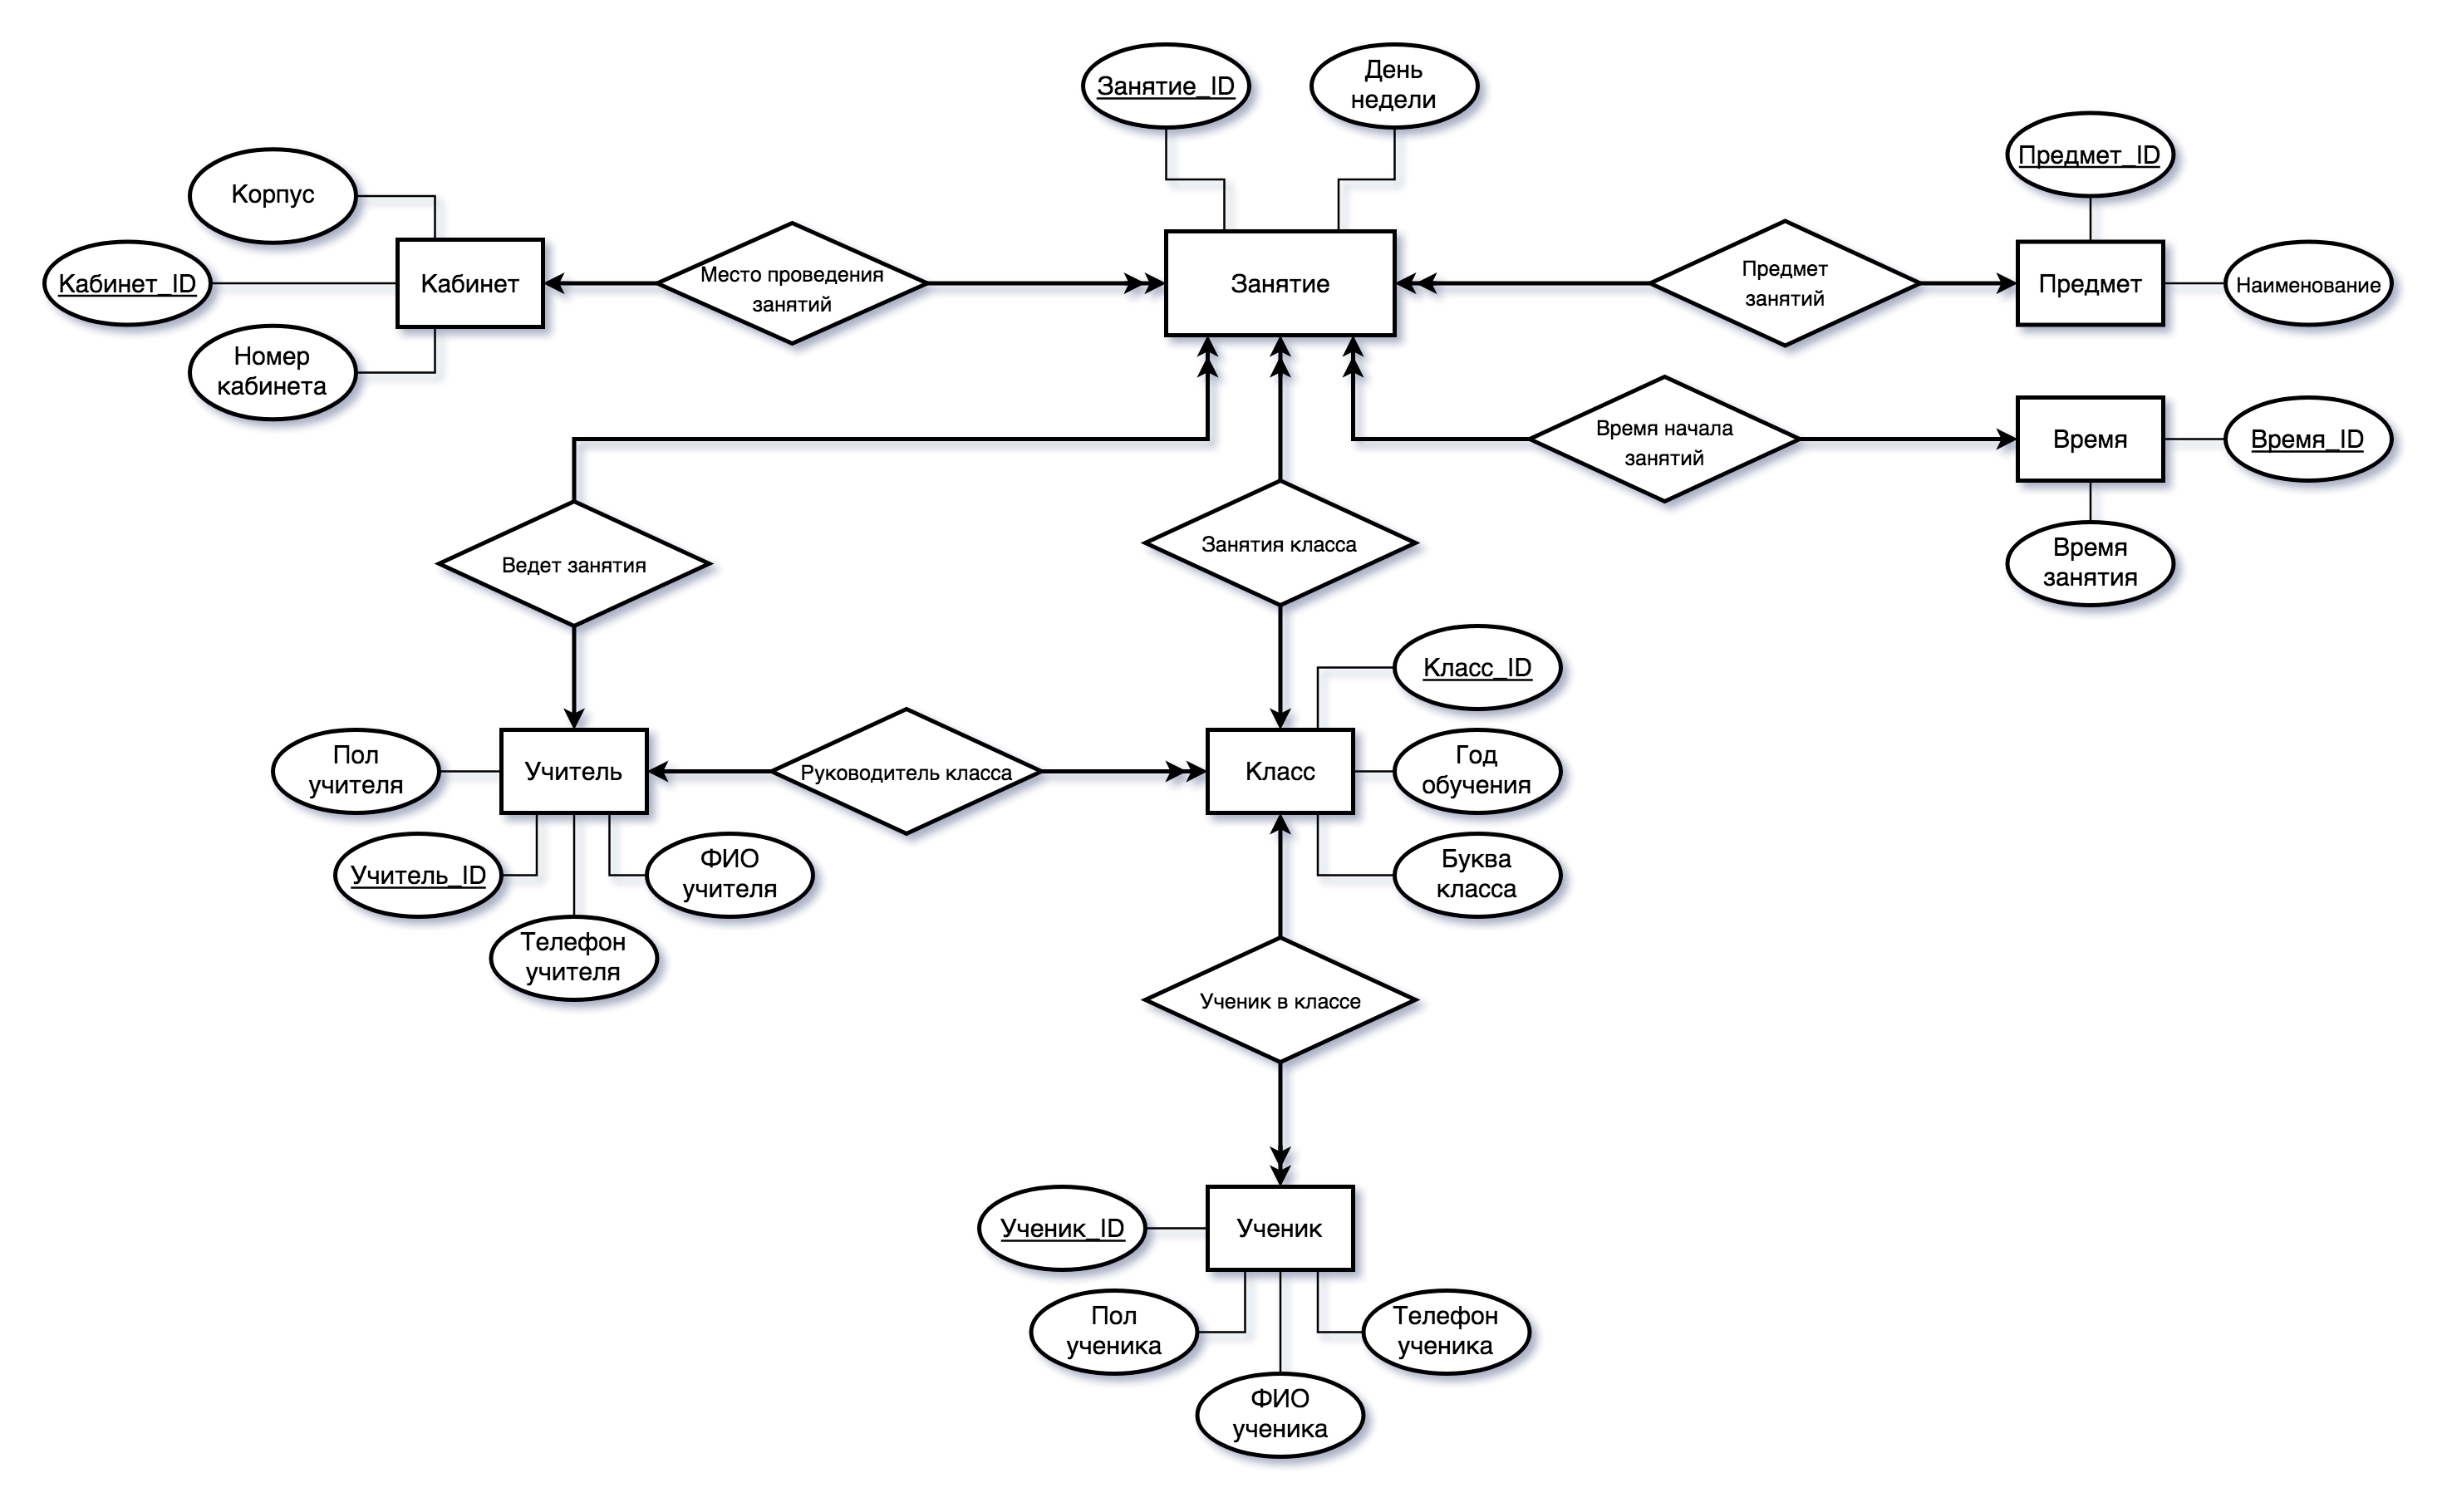 Занятие_ID
День
недели
Предмет_ID
Корпус
Кабинет_ID
Кабинет
Место проведения
занятий
Занятие
Предмет
занятий
Предмет
Наименование
Номер
кабинета
Время начала
занятий
Время
Время_ID
Ведет занятия
Занятия класса
Время
занятия
Класс_ID
Пол
учителя
Учитель
Руководитель класса
Класс
Год
обучения
Учитель_ID
ФИО
учителя
Буква
класса
Телефон
учителя
Ученик в классе
Ученик_ID
Ученик
Пол
ученика
Телефон
ученика
ФИО
ученика